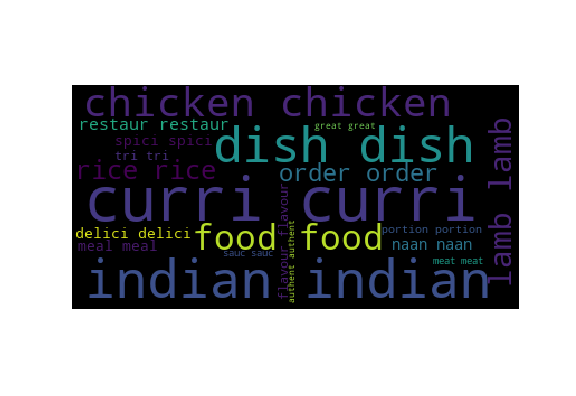 chicken chicken
restaur restaur
great great
spici spici
dish dish
tri tri
rice rice
order order
lamb lamb
curri curri
flavour flavour
delici delici
food food
portion portion
meal meal
naan naan
sauc sauc
authent authent
meat meat
indian indian